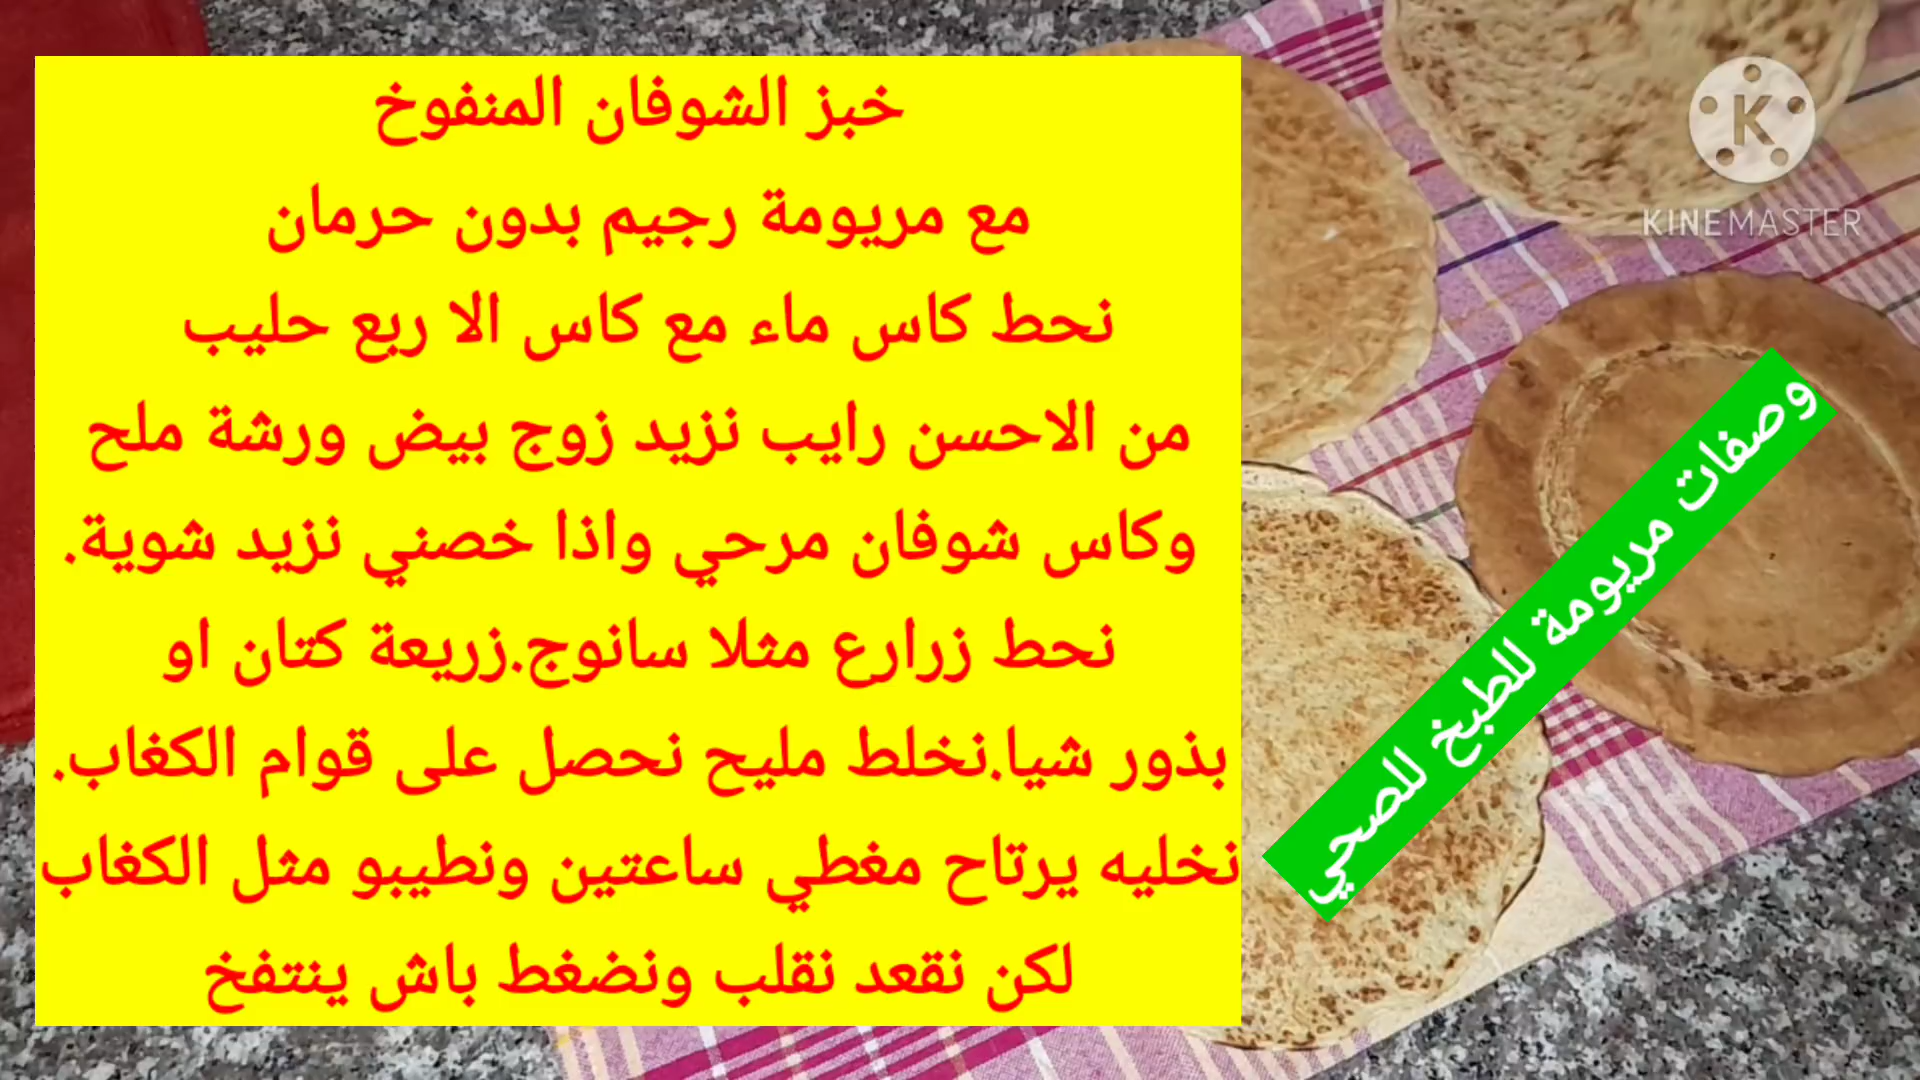 خبز الشوفان المنفوخ
مع مريومة رجيم بدون حرمان
نحط كاس ماء مع كاس الا ربع حليب
من الاحسن رايب نزيد زوج بيض ورشة ملح
وكاس شوفان مرحي واذا خصني نزيد شوية.
نحط زرارع مثلا سانوج.زريعة كتان او
بذور شيا.نخلط مليح نحصل على قوام الكغاب.
نخليه يرتاح مغطي ساعتين ونطيبو مثل الكغاب
لكن نقعد نقلب ونضغط باش ينتفخ
وصفات مريومة للطبخ للصحي
K
KINEMASTER